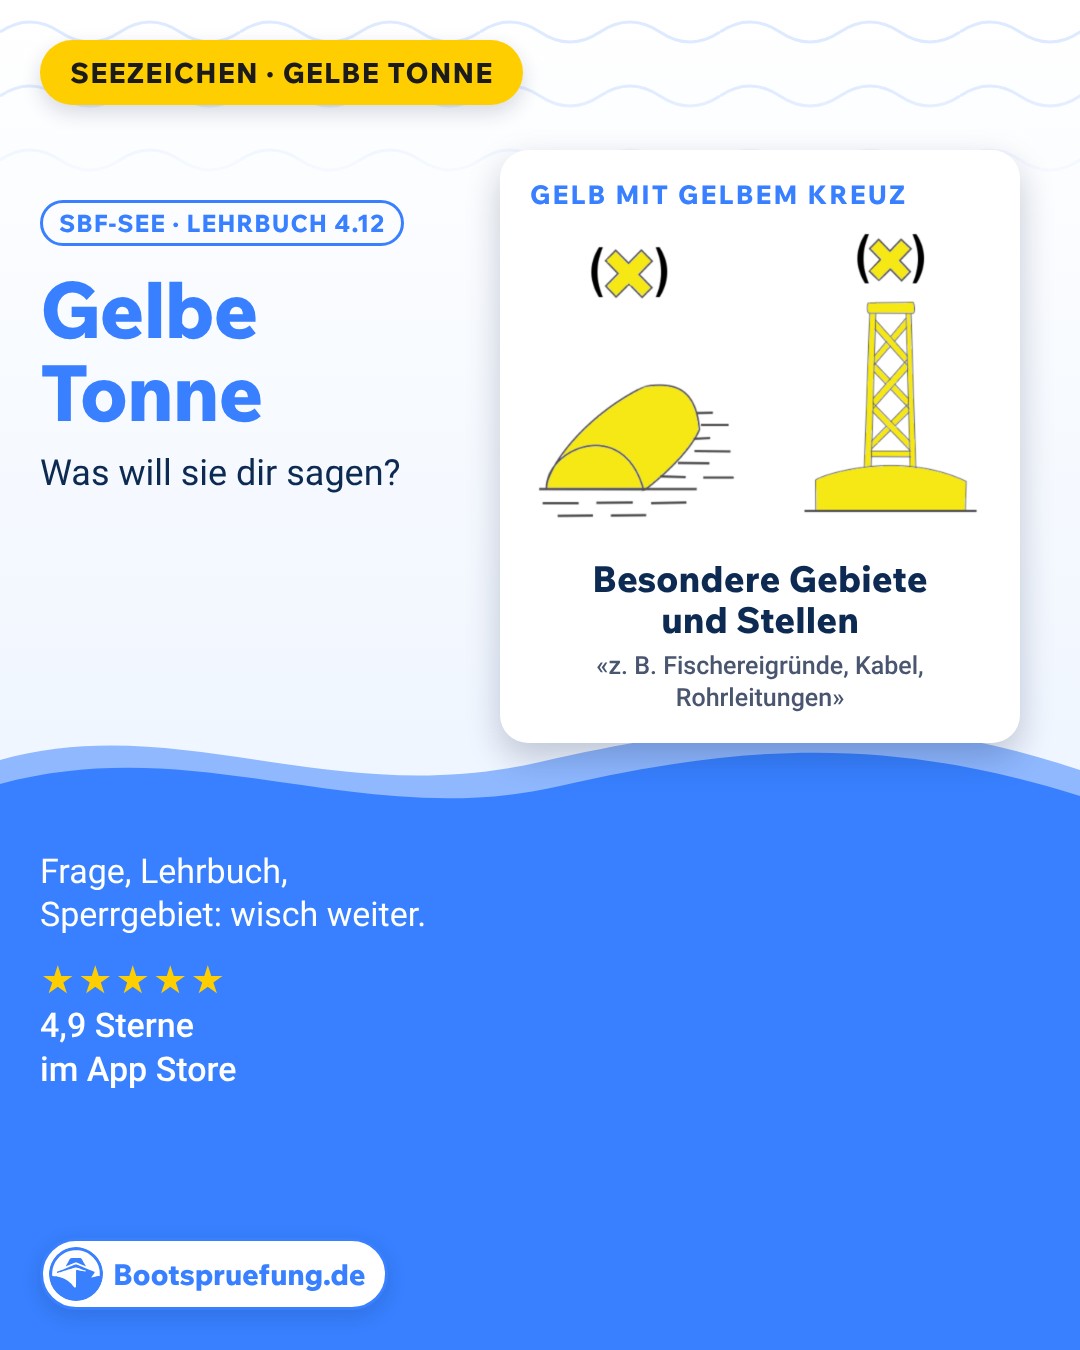 SEEZEICHEN · GELBE TONNE
SBF-SEE · LEHRBUCH 4.12
Gelbe
Tonne
Was will sie dir sagen?
GELB MIT GELBEM KREUZ
(×)
(×)
Besondere Gebiete
und Stellen
«z. B. Fischereigründe, Kabel,
Rohrleitungen»
Frage, Lehrbuch,
Sperrgebiet: wisch weiter.
★★★★★
4,9 Sterne
im App Store
Bootspruefung.de